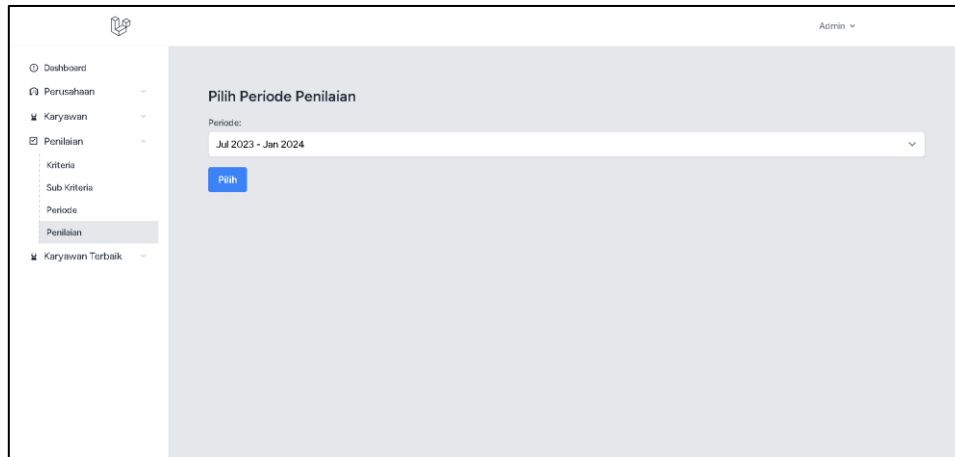 Admin
Dashboard
Perusahaan
Karyawan
Penilaian
Kriteria
Sub Kriteria
Periode
Penilaian
Karyawan Terbaik
Pilih Periode Penilaian
Periode:
Jul 2023 - Jan 2024
Pilih